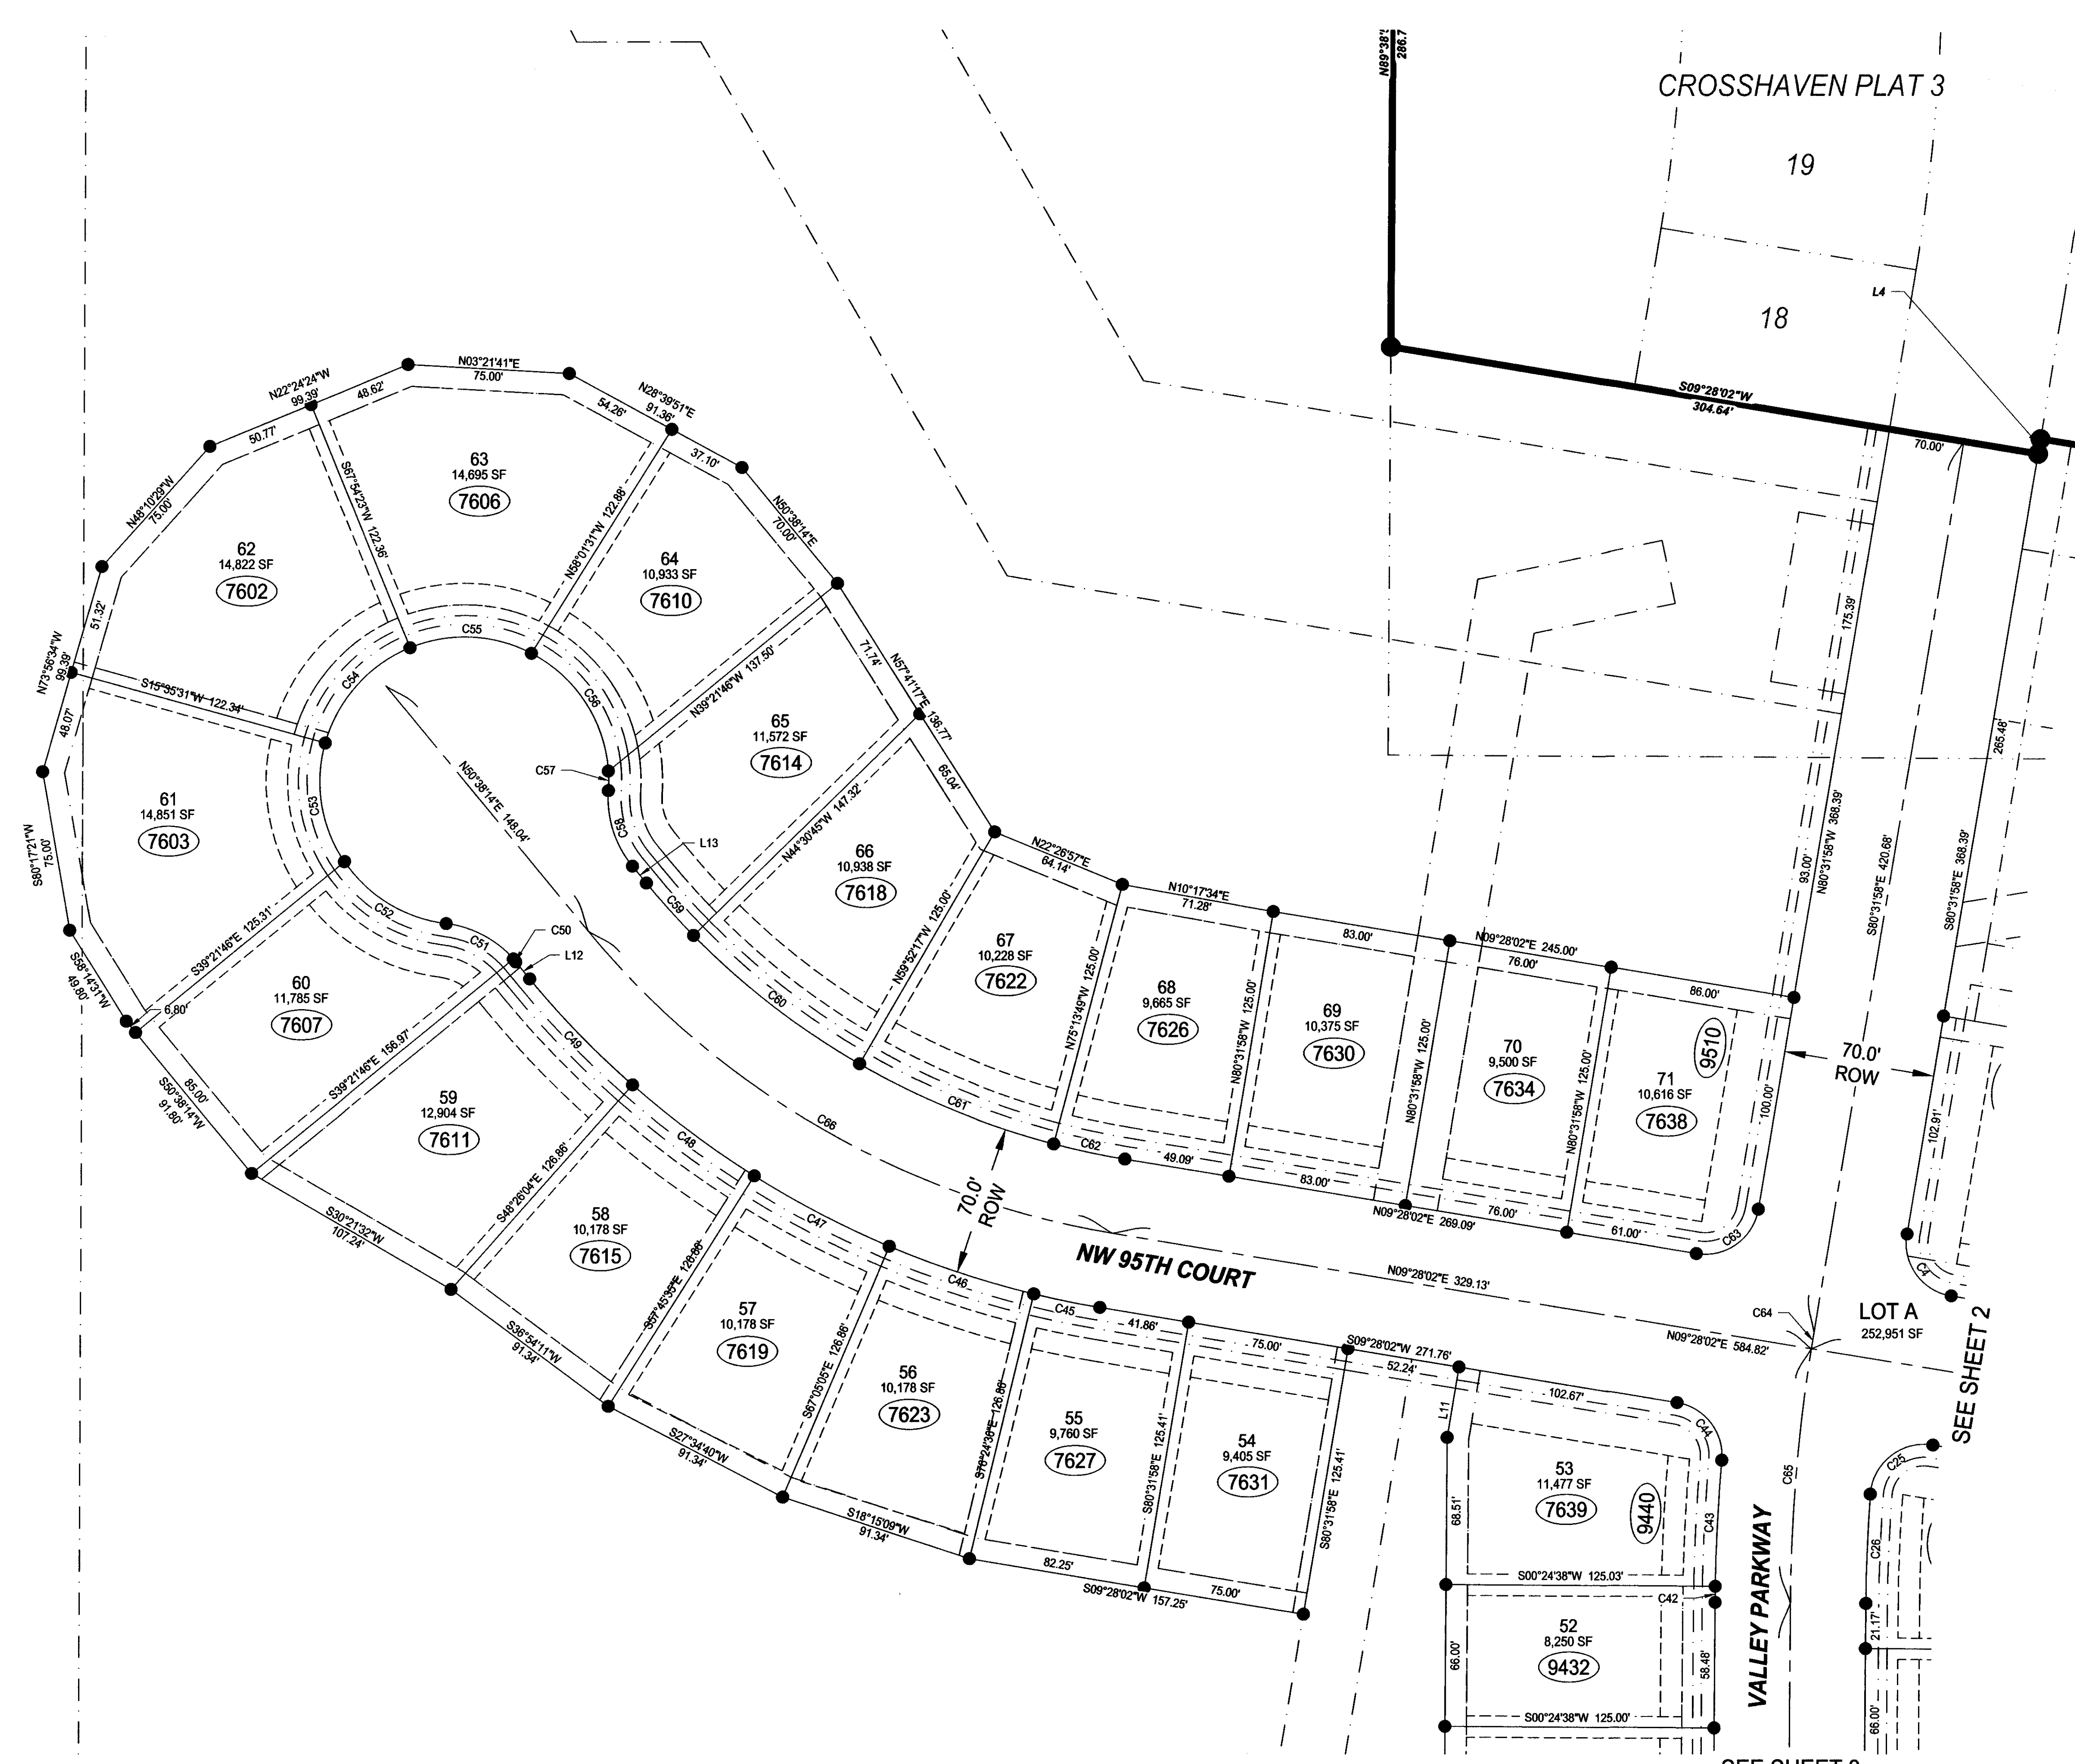 N89°38'
286.7
CROSSHAVEN PLAT 3
19
18
L4
S09°28'02"W
304.64'
70.00'
N03°21'41"E
75.00'
N22°24'24"W
99.39'
48.62'
50.77'
N28°39'51"E
91.36'
54.26'
37.10'
N48°10'29"W
75.00'
N50°38'14"E
70.00'
63
14,695 SF
7606
S67°54'23"W 122.36'
N58°01'31"W 122.88'
62
14,822 SF
7602
64
10,933 SF
7610
51.32'
N73°56'34"W
99.39'
48.07'
S15°35'31"W 122.34'
C54
C55
C56
N39°21'46"W 137.50'
71.74'
N57°41'17"E 136.77'
65.04'
65
11,572 SF
7614
C57
C58
L13
N50°38'14"E 148.04'
61
14,851 SF
7603
C53
S80°17'21"W
75.00'
N44°30'45"W 147.32'
66
10,938 SF
7618
N22°26'57"E
64.14'
C59
C52
C51
C50
L12
S39°21'46"E 125.31'
S58°14'31"W
49.80'
6.80'
60
11,785 SF
7607
N59°52'17"W 125.00'
C60
67
10,228 SF
7622
N75°13'49"W 125.00'
N10°17'34"E
71.28'
68
9,665 SF
7626
N80°31'58"W 125.00'
83.00'
N09°28'02"E 245.00'
76.00'
86.00'
69
10,375 SF
7630
N80°31'58"W 125.00'
70
9,500 SF
7634
N80°31'58"W 125.00'
71
10,616 SF
7638
9510
100.00'
70.0'
ROW
175.39'
93.00'
N80°31'58"W 368.39'
S80°31'58"E 420.68'
S80°31'58"E 368.39'
265.48'
102.91'
85.00'
S50°38'14"W
91.80'
S39°21'46"E 156.97'
59
12,904 SF
7611
C49
C48
C66
C61
C62
49.09'
83.00'
N09°28'02"E 269.09'
76.00'
61.00'
C63
C4
S30°21'32"W
107.24'
S48°26'04"E 126.86'
58
10,178 SF
7615
C47
70.0'
ROW
NW 95TH COURT
N09°28'02"E 329.13'
C64
LOT A
252,951 SF
N09°28'02"E 584.82'
SEE SHEET 2
S36°54'11"W
91.34'
S57°45'35"E 126.86'
57
10,178 SF
7619
C46
C45
41.86'
75.00'
S09°28'02"W 271.76'
52.24'
102.67'
C44
L11
S67°05'05"E 126.86'
56
10,178 SF
7623
S76°24'38"E 126.86'
55
9,760 SF
7627
S80°31'58"E 125.41'
54
9,405 SF
7631
S80°31'58"E 125.41'
53
11,477 SF
7639
9440
C43
C65
C25
C26
S27°34'40"W
91.34'
S18°15'09"W
91.34'
82.25'
S09°28'02"W 157.25'
75.00'
68.51'
S00°24'38"W 125.03'
C42
52
8,250 SF
9432
66.00'
58.48'
VALLEY PARKWAY
21.17'
66.00'
S00°24'38"W 125.00'